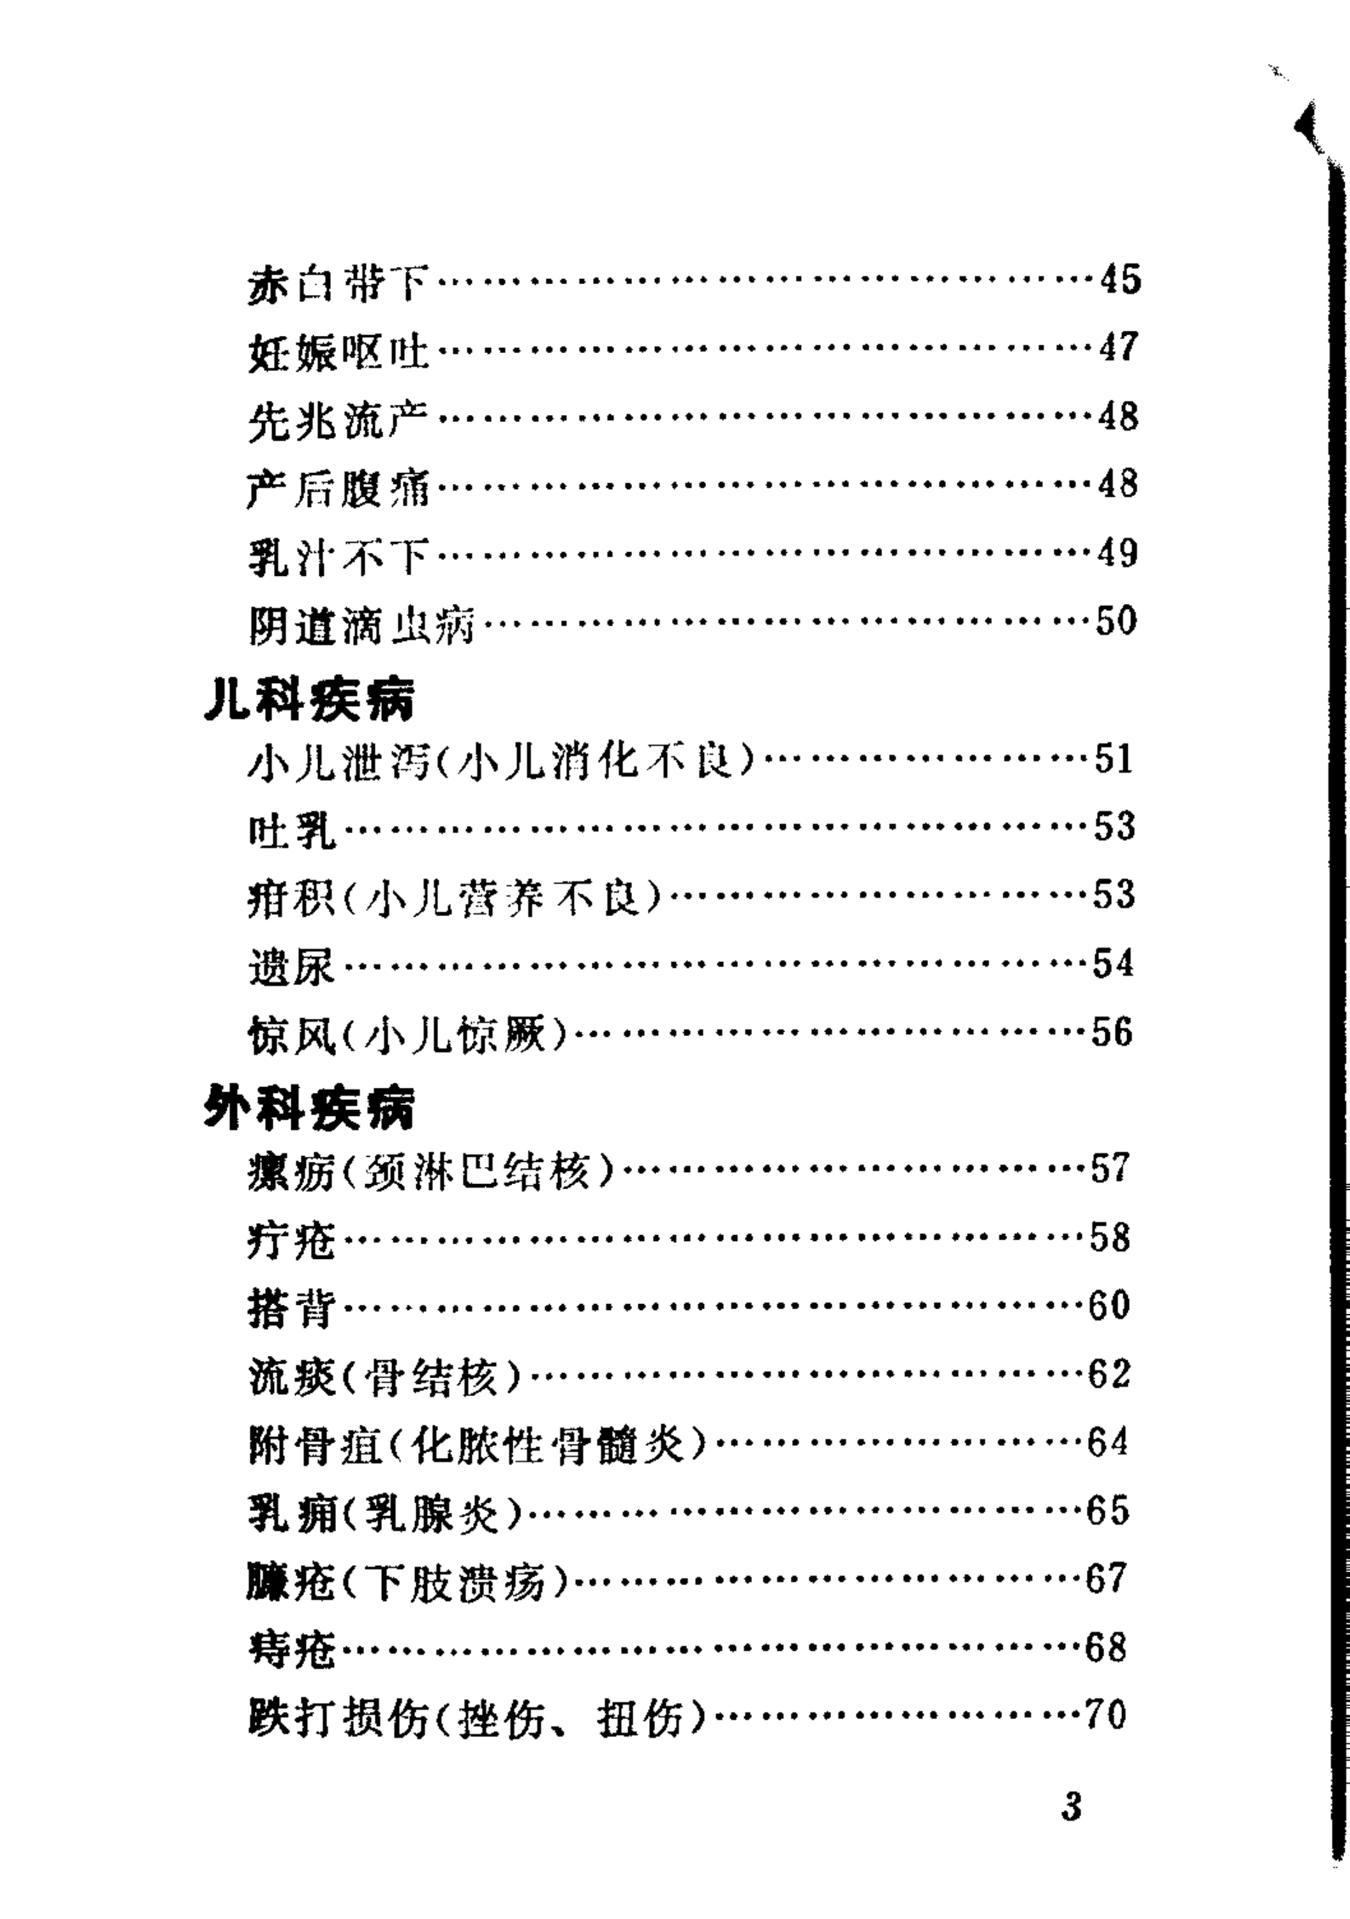 赤白带下……………………………………45
妊娠呕吐……………………………………47
先兆流产……………………………………48
产后腹痛……………………………………48
乳汁不下……………………………………49
阴道滴虫病…………………………………50
儿科疾病
小儿泄泻(小儿消化不良)…………………51
吐乳…………………………………………53
疳积(小儿营养不良)………………………53
遗尿…………………………………………54
惊风(小儿惊厥)……………………………56
外科疾病
瘰疬(颈淋巴结核)…………………………57
疔疮…………………………………………58
搭背…………………………………………60
流痰(骨结核)………………………………62
附骨疽(化脓性骨髓炎)……………………64
乳痈(乳腺炎)………………………………65
臁疮(下肢溃疡)……………………………67
痔疮…………………………………………68
跌打损伤(挫伤、扭伤)……………………70
3